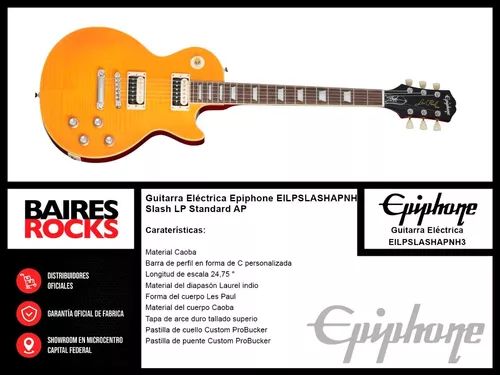 BAIRES
ROCKS
DISTRIBUIDORES
OFICIALES
GARANTÍA OFICIAL DE FABRICA
SHOWROOM EN MICROCENTRO
CAPITAL FEDERAL
Guitarra Eléctrica Epiphone EILPSLASHAPNH
Slash LP Standard AP
Caraterísticas:
Material Caoba
Barra de perfil en forma de C personalizada
Longitud de escala 24,75 "
Material del diapasón Laurel indio
Forma del cuerpo Les Paul
Material del cuerpo Caoba
Tapa de arce duro tallado superio
Pastilla de cuello Custom ProBucker
Pastilla de puente Custom ProBucker
Epiphone
Guitarra Eléctrica
EILPSLASHAPNH3
Epiphone